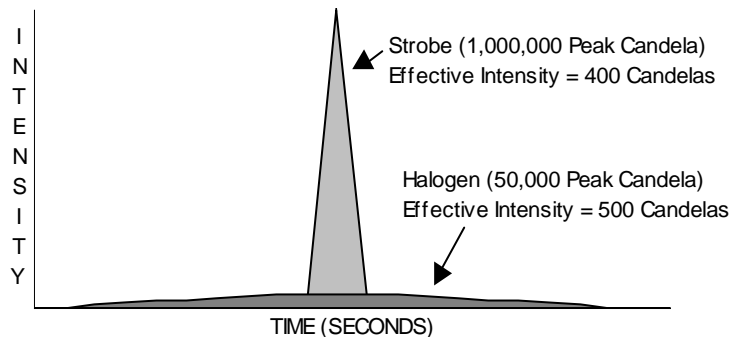 INTENSITY
Strobe (1,000,000 Peak Candela)
Effective Intensity = 400 Candelas
Halogen (50,000 Peak Candela)
Effective Intensity = 500 Candelas
TIME (SECONDS)